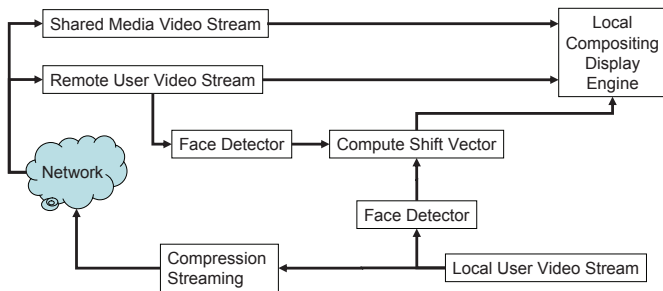 Shared Media Video Stream
Local
Compositing
Display
Engine
Remote User Video Stream
Face Detector
Compute Shift Vector
Network
Face Detector
Compression
Streaming
Local User Video Stream